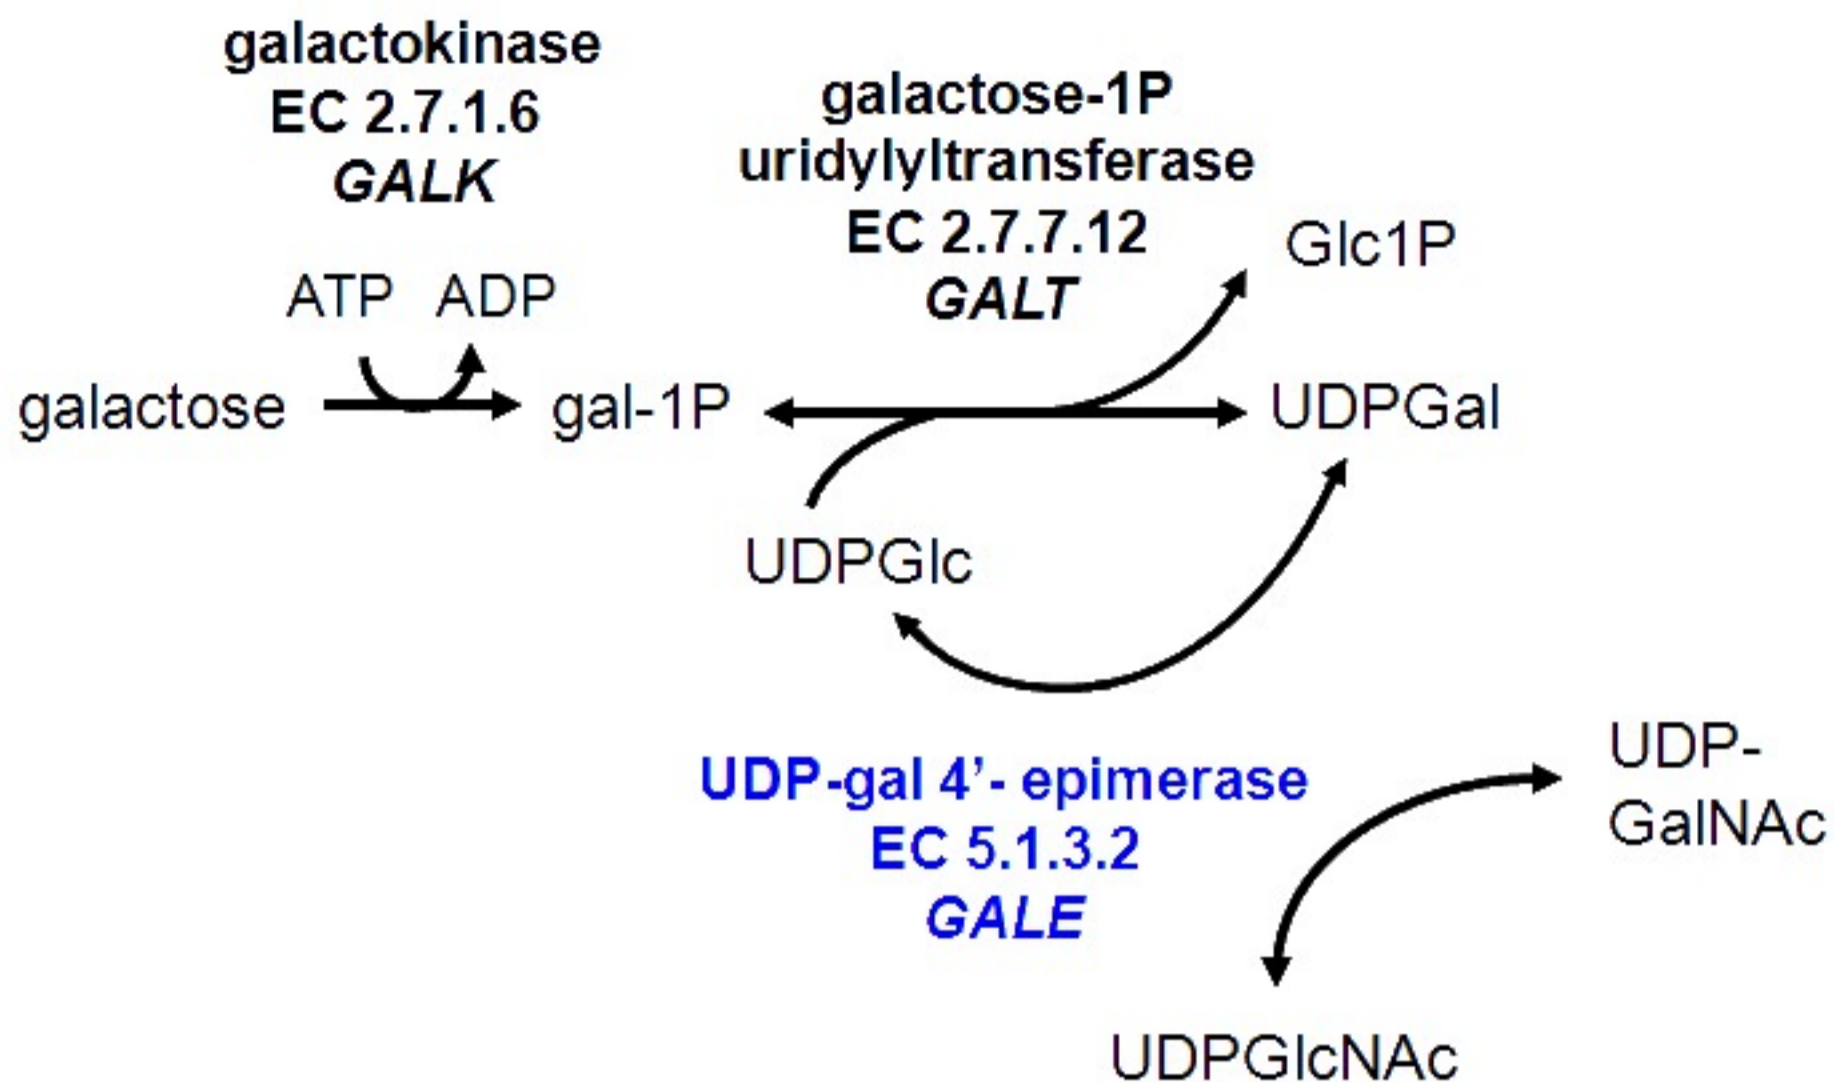 galactokinase
EC 2.7.1.6
GALK
galactose-1P
uridylyltransferase
EC 2.7.7.12
GALT
Glc1P
ATP ADP
galactose
gal-1P
UDPGal
UDPGlc
UDP-gal 4’- epimerase
EC 5.1.3.2
GALE
UDP-
GalNAc
UDPGlcNAc